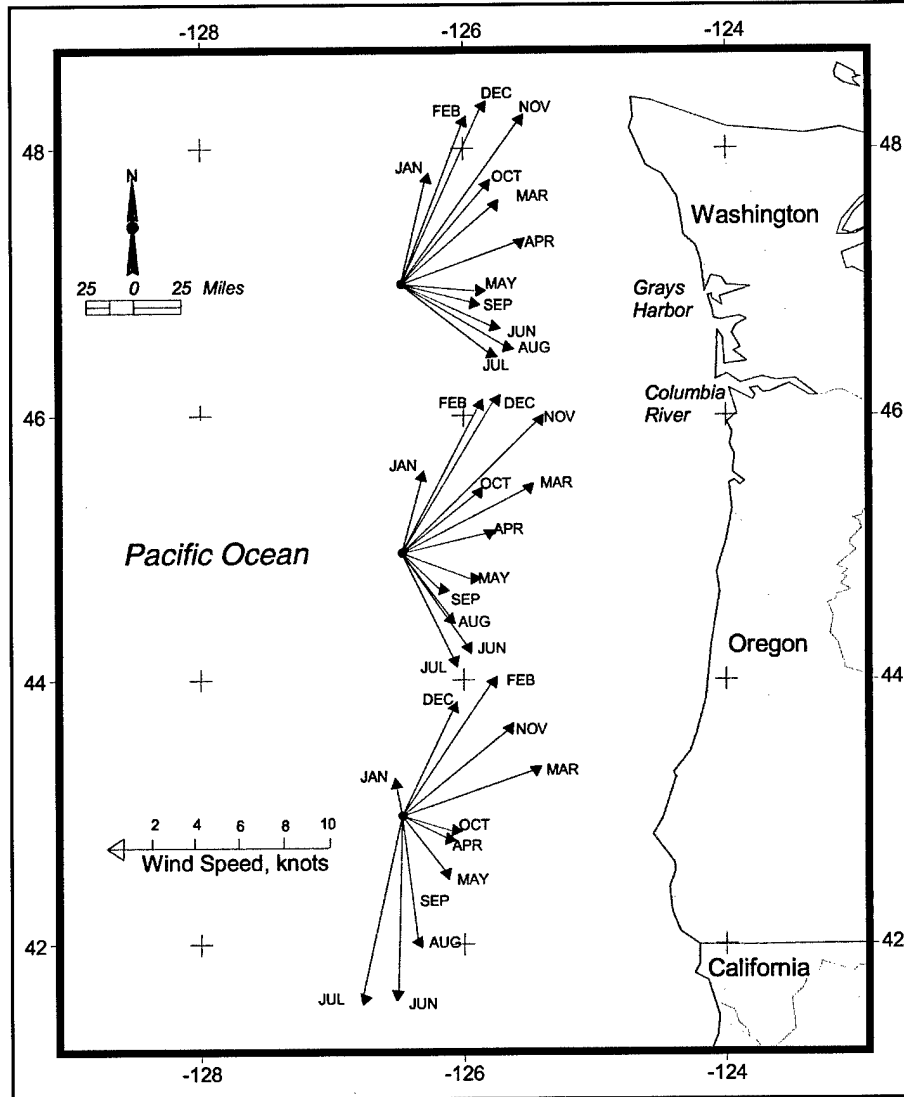 -128 -126 -124
DEC
FEB NOV
48 48
JAN OCT
N MAR
Washington
APR
MAY
25 0 25 Miles SEP
Grays
Harbor
JUN
AUG
JUL
Columbia
River
46 46
FEB DEC
NOV
JAN
OCT MAR
APR
Pacific Ocean
MAY
SEP
AUG
JUN
Oregon
JUL
44 44
FEB
DEC
NOV
MAR
JAN
OCT
2 4 6 8 10
APR
Wind Speed, knots
MAY
SEP
42 42
AUG
California
JUL JUN
-128 -126 -124